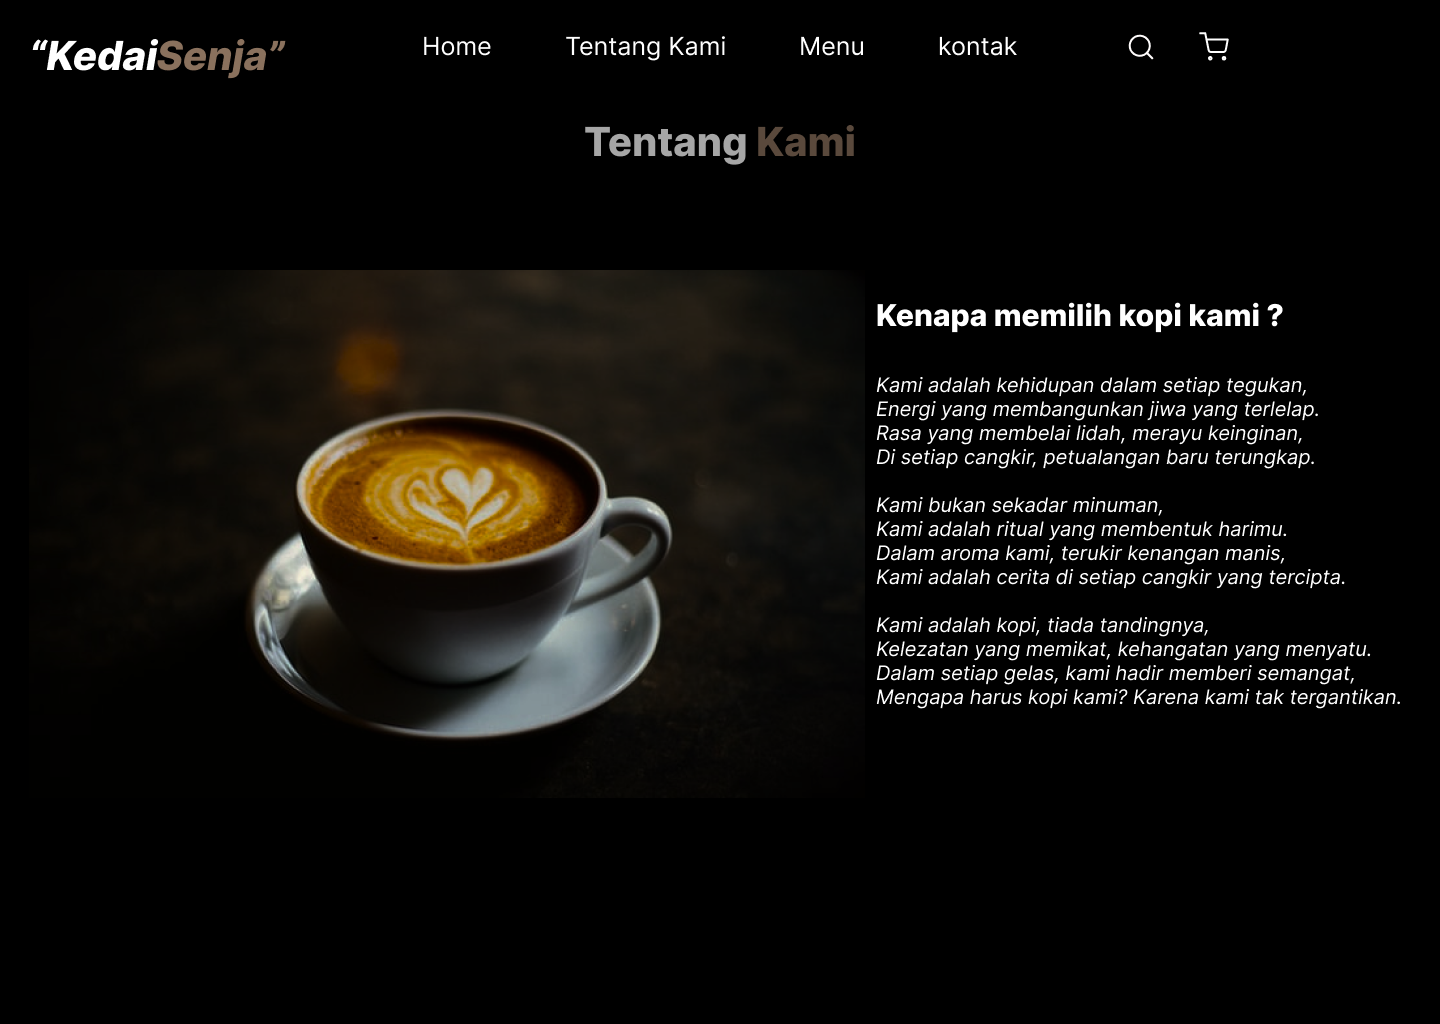 “KedaiSenja”
Home Tentang Kami Menu kontak
Tentang Kami
Kenapa memilih kopi kami ?
Kami adalah kehidupan dalam setiap tegukan,
Energi yang membangunkan jiwa yang terlelap.
Rasa yang membelai lidah, merayu keinginan,
Di setiap cangkir, petualangan baru terungkap.
Kami bukan sekadar minuman,
Kami adalah ritual yang membentuk harimu.
Dalam aroma kami, terukir kenangan manis,
Kami adalah cerita di setiap cangkir yang tercipta.
Kami adalah kopi, tiada tandingnya,
Kelezatan yang memikat, kehangatan yang menyatu.
Dalam setiap gelas, kami hadir memberi semangat,
Mengapa harus kopi kami? Karena kami tak tergantikan.